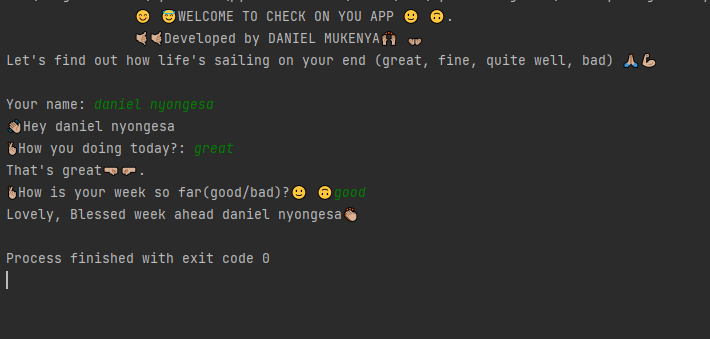 😊 😅WELCOME TO CHECK ON YOU APP 🙂 🙃.
🤙🏽🤙🏽Developed by DANIEL MUKENYA🙌🏽 👐🏽
Let's find out how life's sailing on your end (great, fine, quite well, bad) 🙏🏽💪🏽
Your name: daniel nyongesa
👋🏽Hey daniel nyongesa
👆🏽How you doing today?: great
That's great🤜🏽🤛🏽.
👆🏽How is your week so far(good/bad)?🙂 🙃good
Lovely, Blessed week ahead daniel nyongesa👏🏽
Process finished with exit code 0